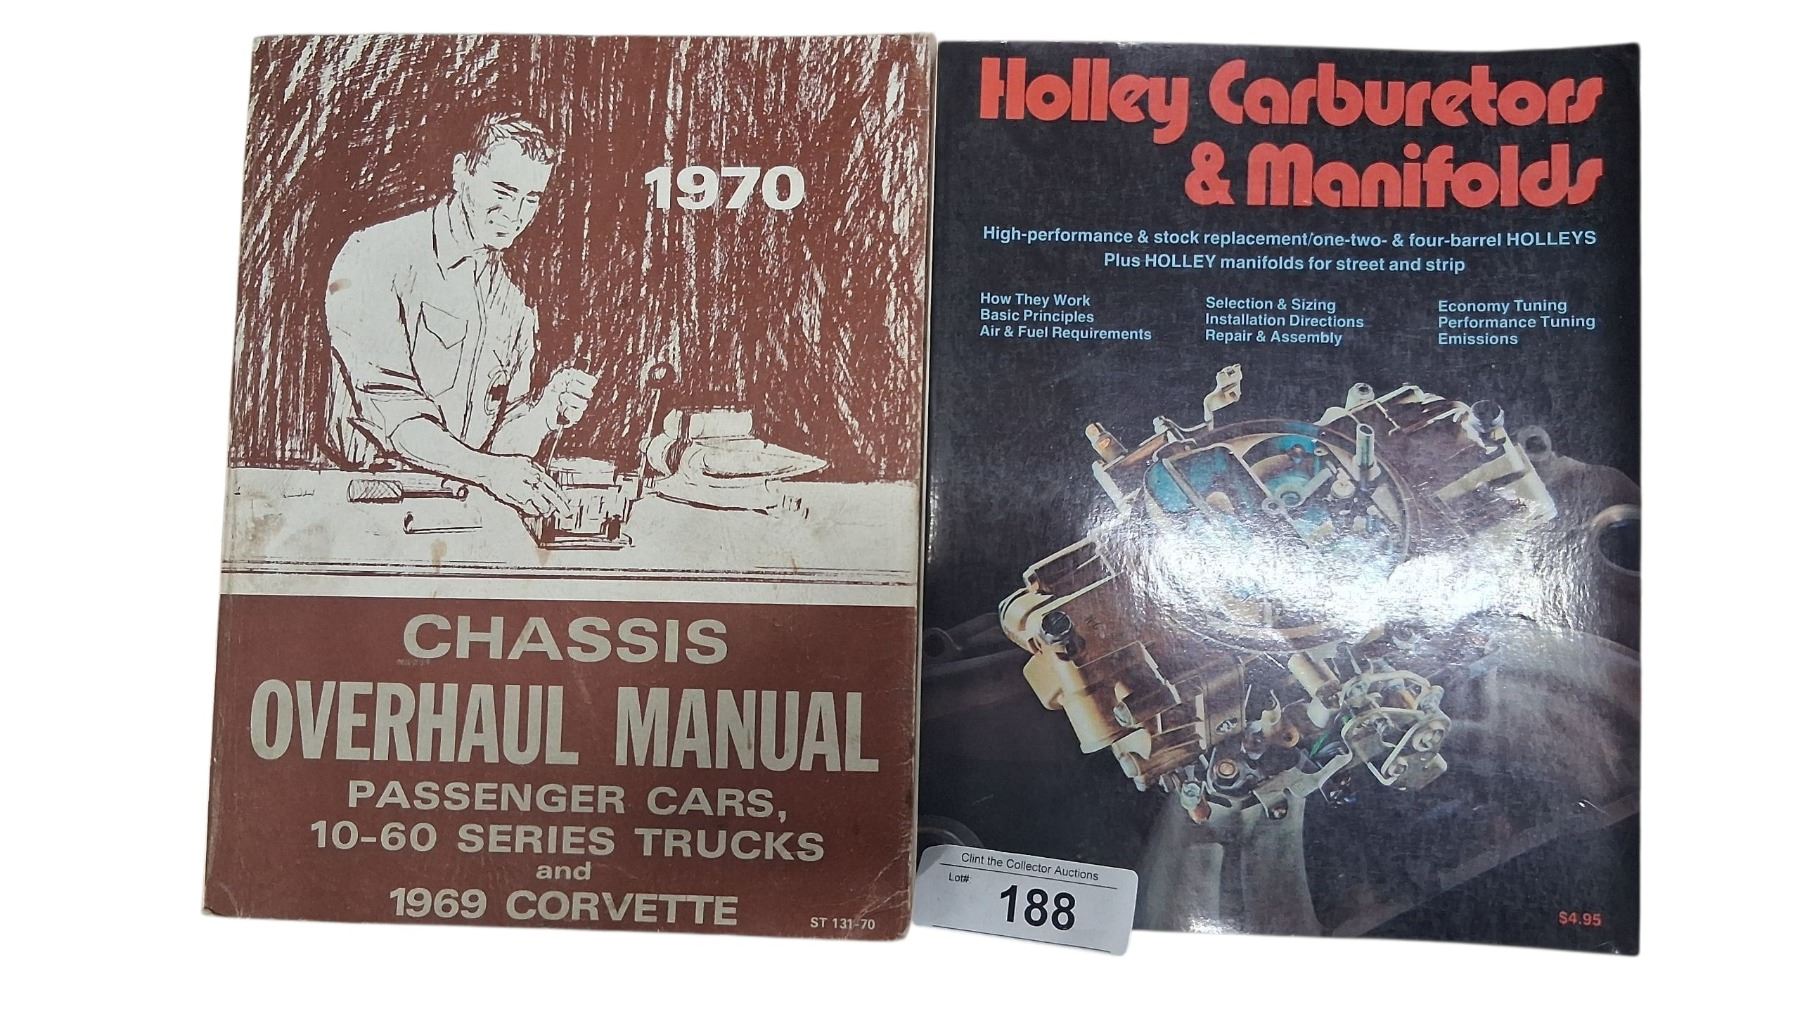 1970
CHASSIS
OVERHAUL MANUAL
PASSENGER CARS,
10-60 SERIES TRUCKS
and
1969 CORVETTE
ST 131-70
Holley Carburetors
& Manifolds
High-performance & stock replacement/one-two- & four-barrel HOLLEYS
Plus HOLLEY manifolds for street and strip
How They Work
Basic Principles
Air & Fuel Requirements
Selection & Sizing
Installation Directions
Repair & Assembly
Economy Tuning
Performance Tuning
Emissions
$4.95
Clint the Collector Auctions
Lot#:
188